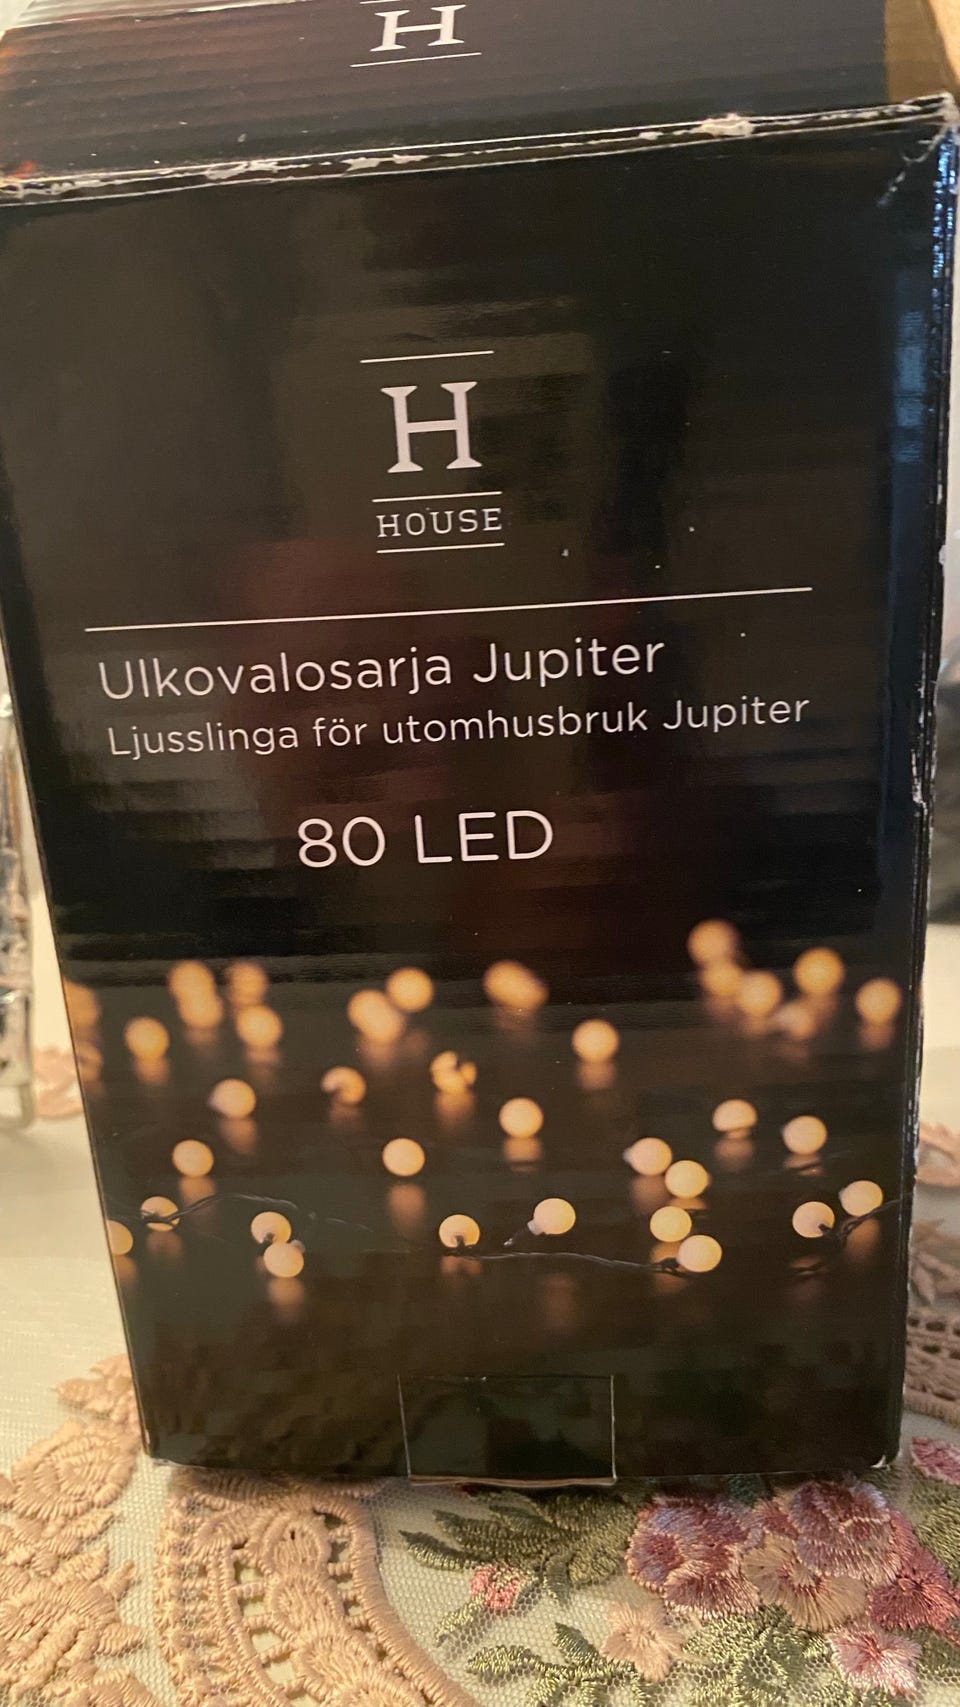 H
H
HOUSE
Ulkovalosarja Jupiter
Ljusslinga för utomhusbruk Jupiter
80 LED